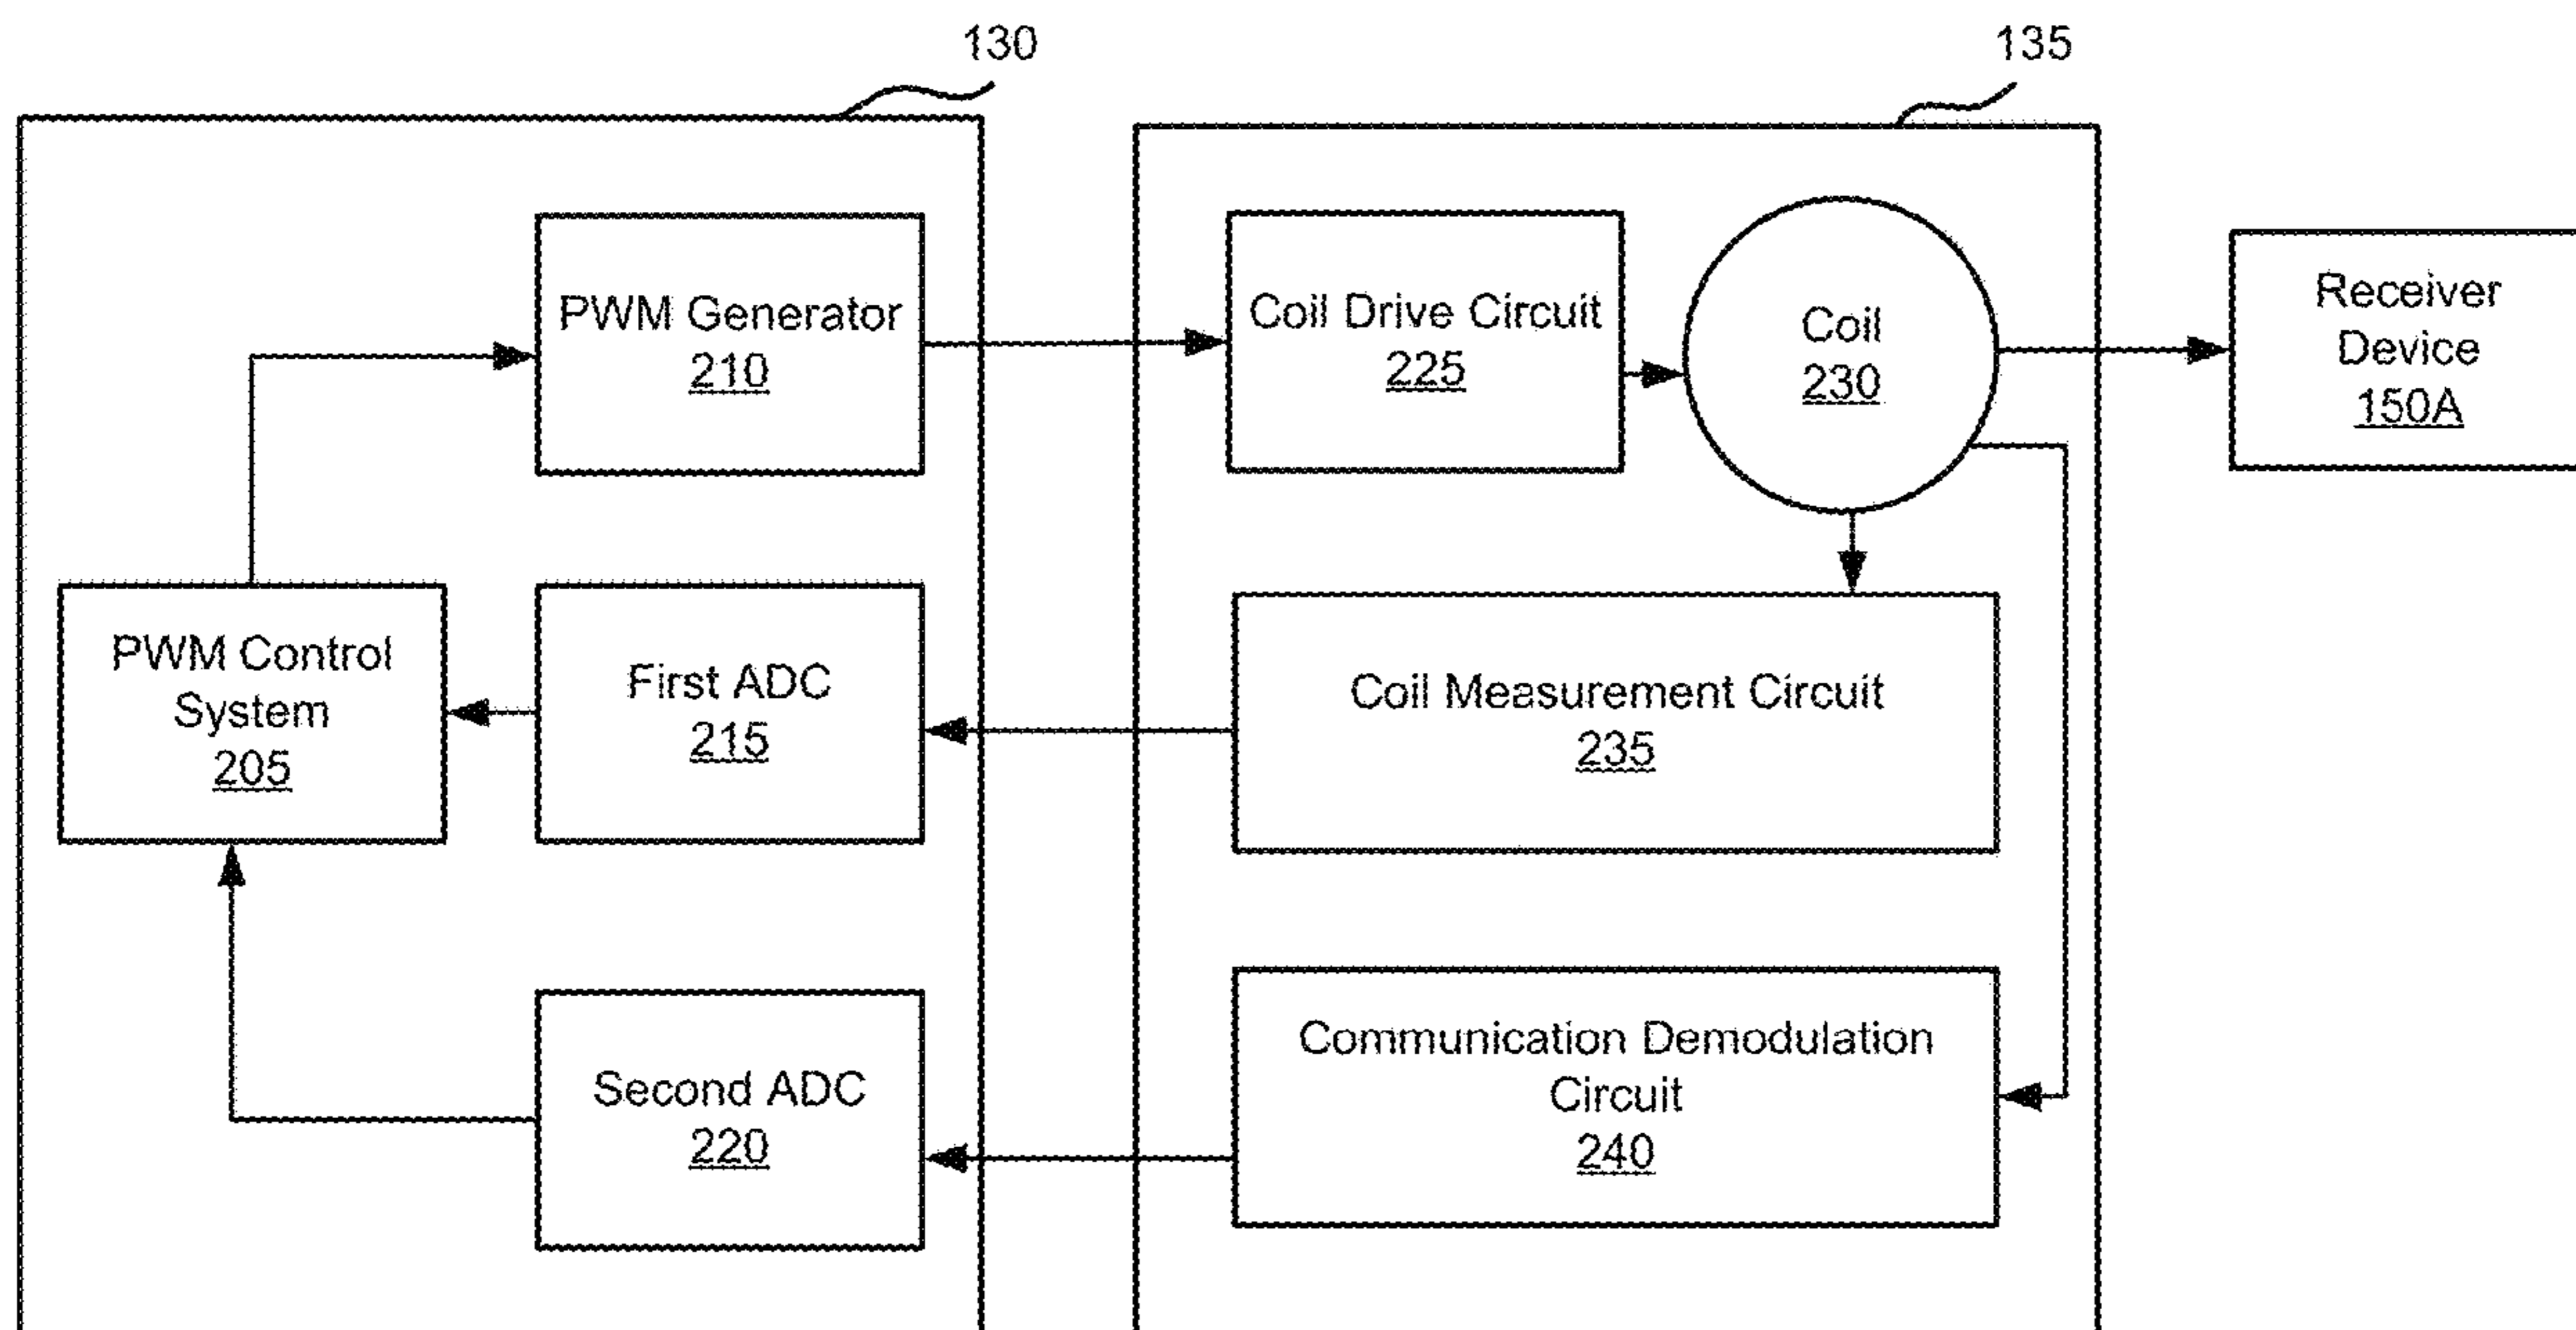 130
135
PWM Generator
210
Coil Drive Circuit
225
Coil
230
Receiver
Device
150A
PWM Control
System
205
First ADC
215
Coil Measurement Circuit
235
Second ADC
220
Communication Demodulation
Circuit
240